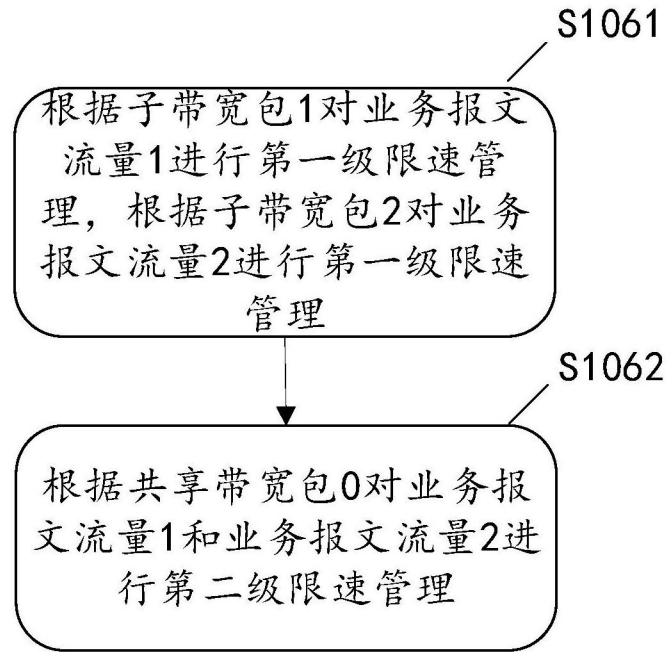 S1061
根据子带宽包1对业务报文
流量1进行第一级限速管
理，根据子带宽包2对业务
报文流量2进行第一级限速
管理
S1062
根据共享带宽包0对业务报
文流量1和业务报文流量2进
行第二级限速管理